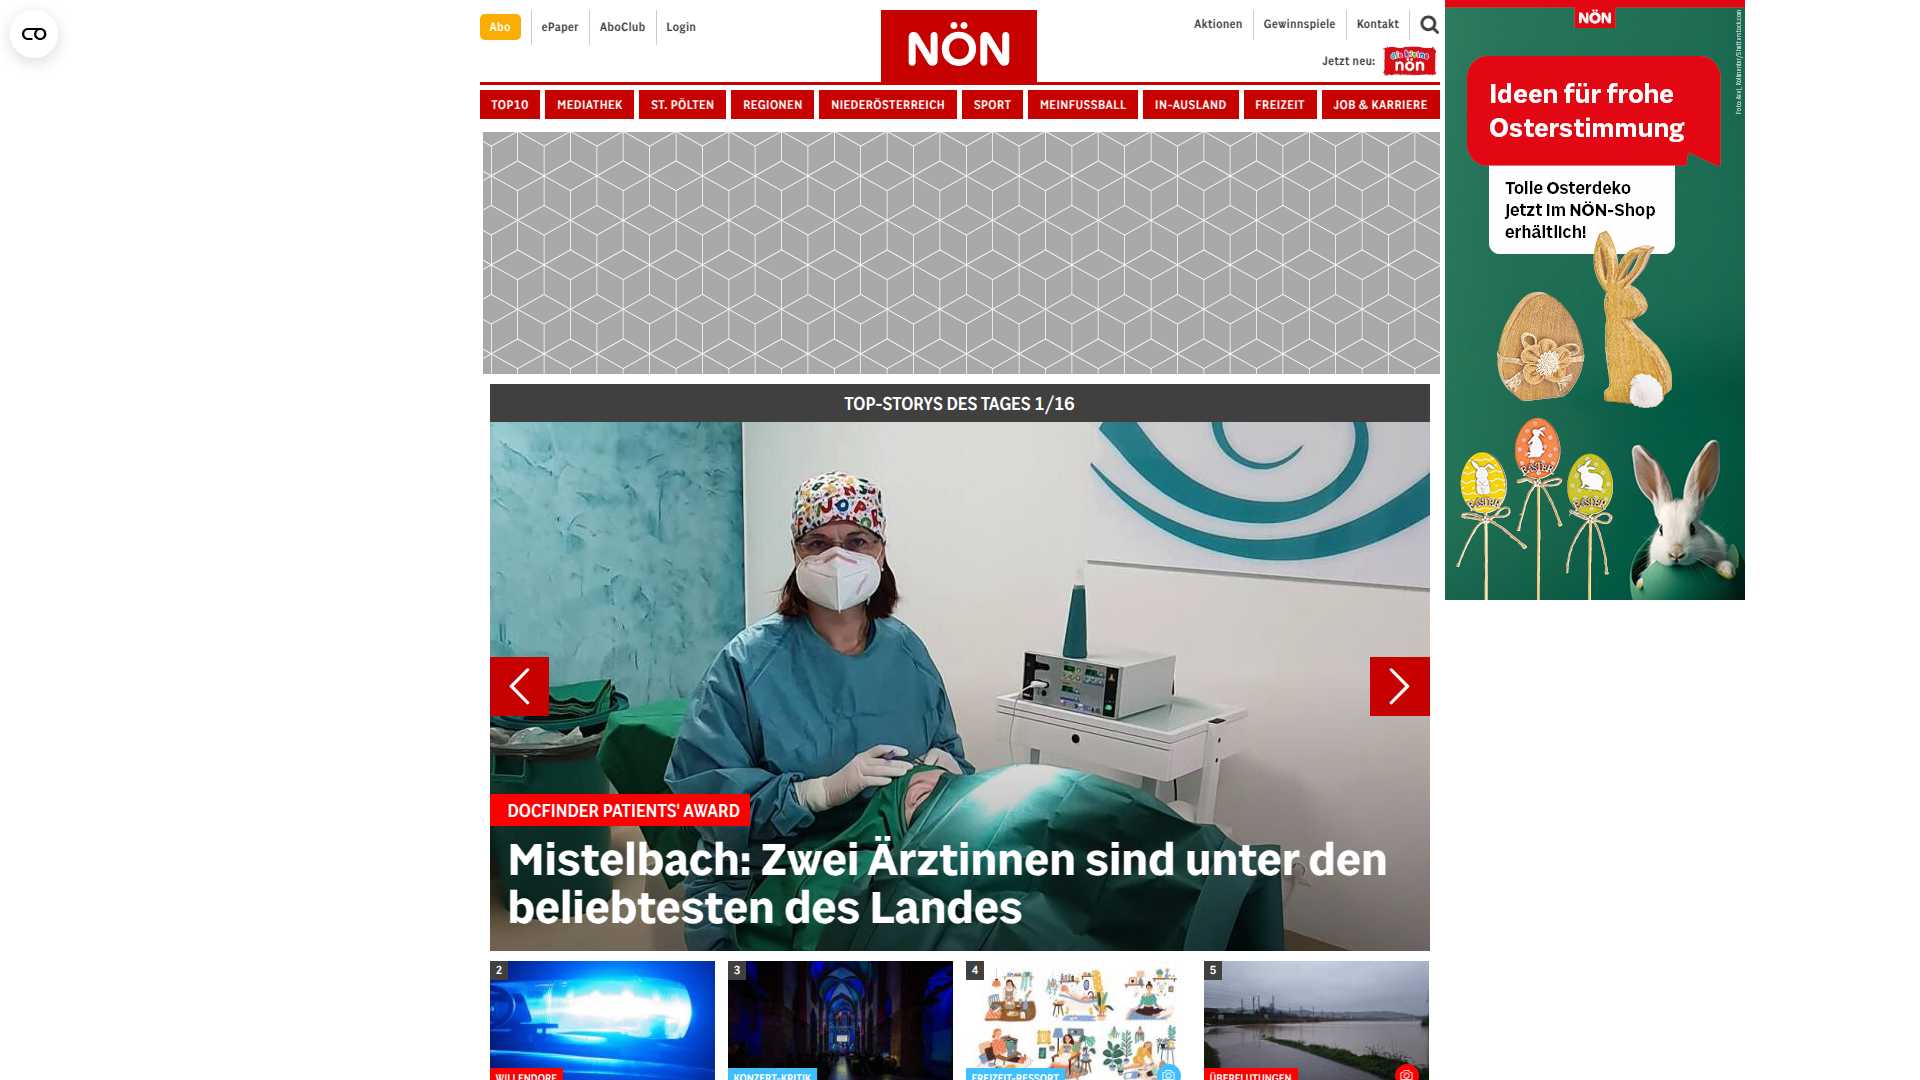 Abo
ePaper
AboClub
Login
NÖN
Aktionen
Gewinnspiele
Kontakt
Jetzt neu:
die kleine
nön
TOP10
MEDIATHEK
ST. PÖLTEN
REGIONEN
NIEDERÖSTERREICH
SPORT
MEINFUSSBALL
IN-AUSLAND
FREIZEIT
JOB & KARRIERE
NÖN
Ideen für frohe
Osterstimmung
Tolle Osterdeko
jetzt im NÖN-Shop
erhältlich!
EASTER
EASTER
EASTER
TOP-STORYS DES TAGES 1/16
DOCFINDER PATIENTS' AWARD
Mistelbach: Zwei Ärztinnen sind unter den
beliebtesten des Landes
2
3
4
5
WILLENDORF
KONZERT-KRITIK
FREIZEIT-RESSORT
ÜBERFLUTUNGEN